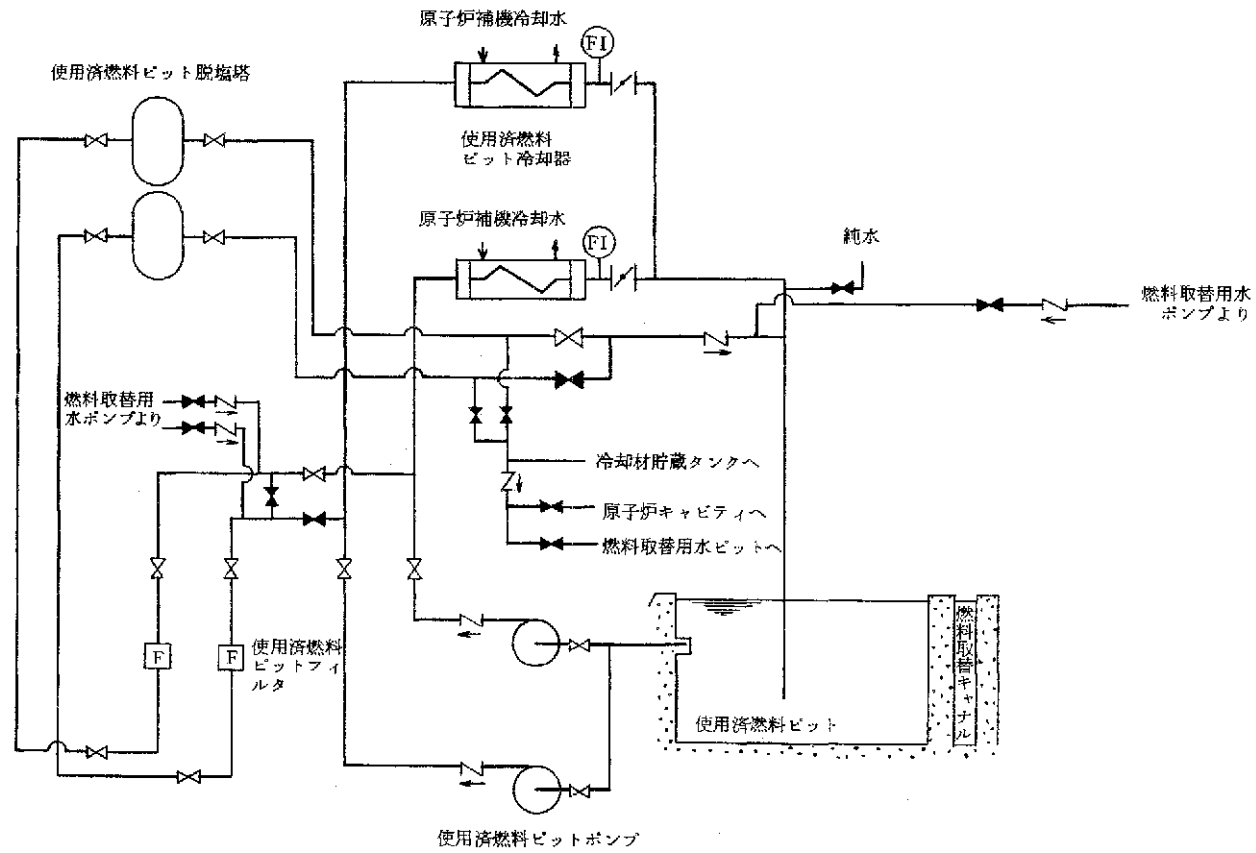 原子炉補機冷却水
FI
使用済燃料ピット脱塩塔
使用済燃料
ピット冷却器
原子炉補機冷却水
FI
純水
燃料取替用水
ポンプより
燃料取替用
水ポンプより
冷却材貯蔵タンクへ
原子炉キャビティへ
燃料取替用水ピットへ
F
F
使用済燃料
ピットフィ
ルタ
燃料取替キャナル
使用済燃料ピット
使用済燃料ピットポンプ